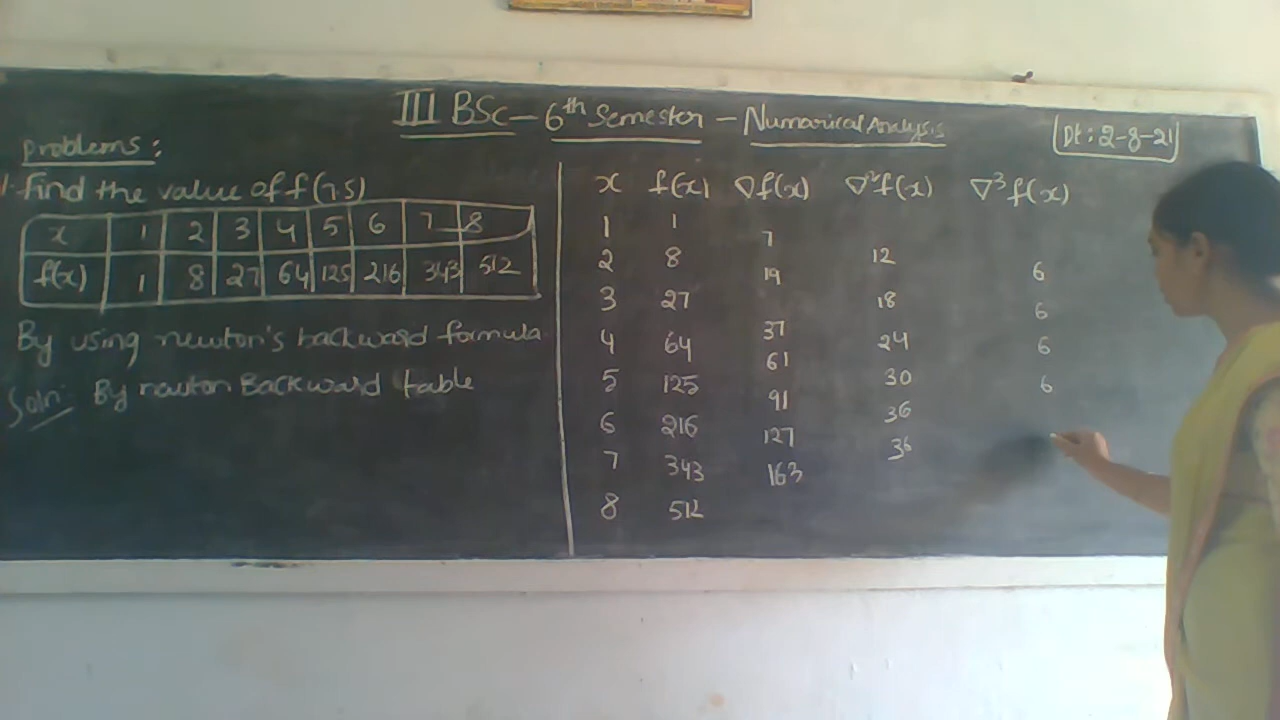 III BSc - 6th Semester - Numarical Analysis
Dt: 2-8-21
Problems:
1. Find the value of f(7.5)
x 1 2 3 4 5 6 7 8
f(x) 1 8 27 64 125 216 343 512
By using newton's backward formula
Soln: By newton Backward table
x f(x) ∇f(x) ∇²f(x) ∇³f(x)
1 1
7
2 8 12
19 6
3 27 18
37 6
4 64 24
61 6
5 125 30
91 6
6 216 36
127
7 343 36
163
8 512